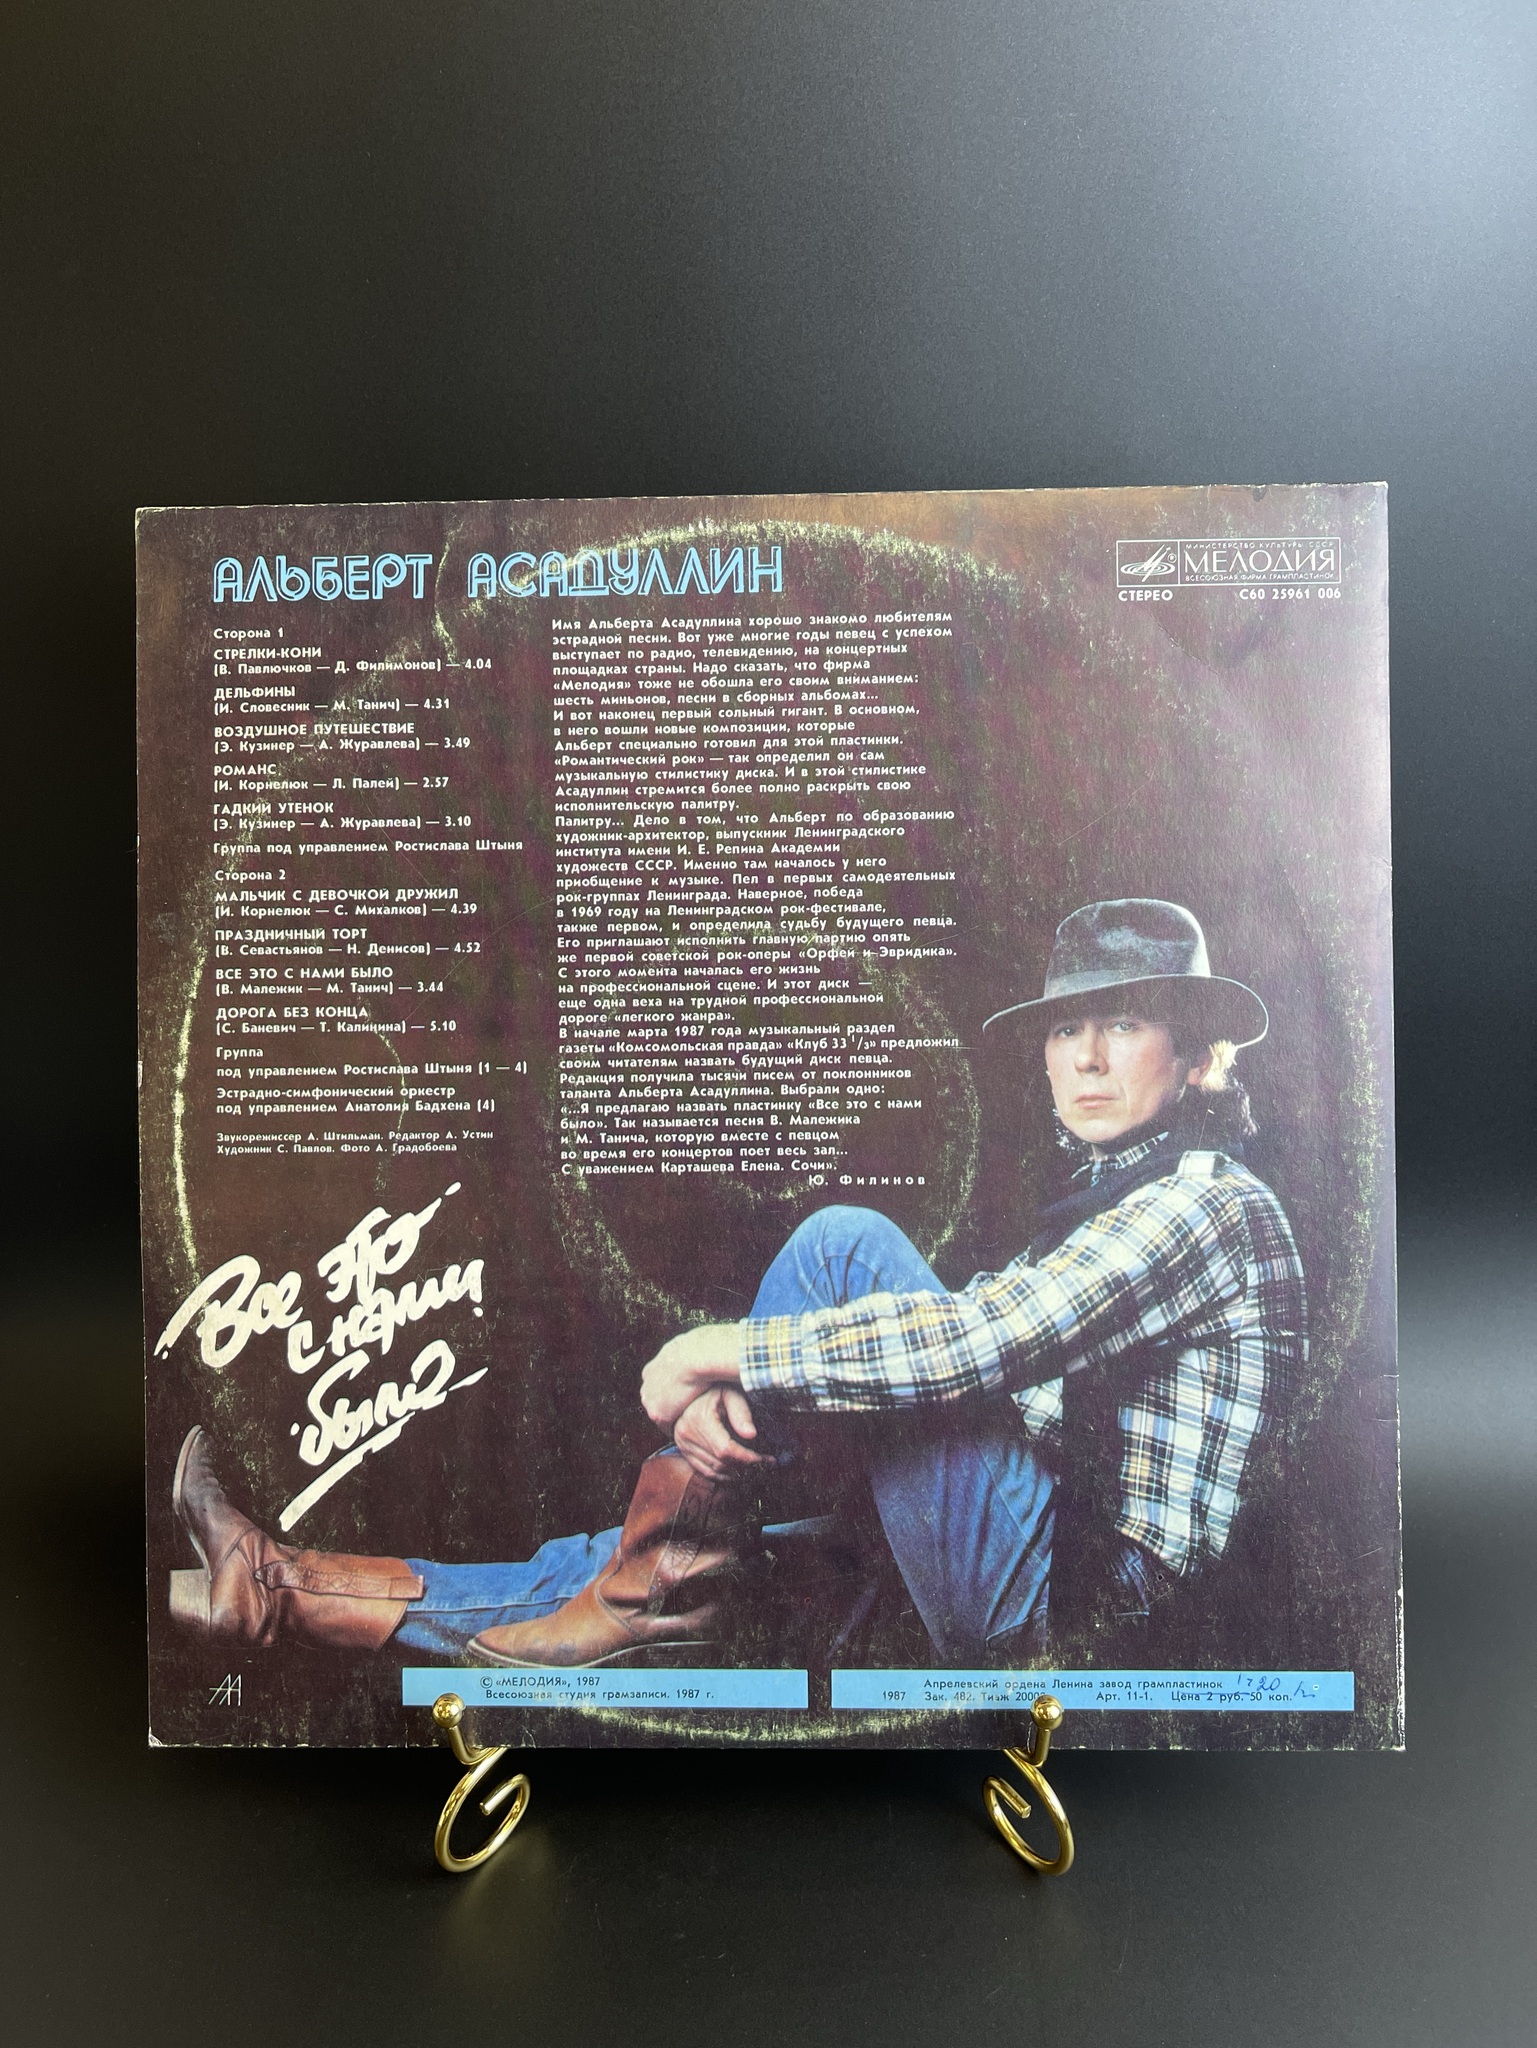 АЛЬБЕРТ АСАДУЛЛИН
МИНИСТЕРСТВО КУЛЬТУРЫ СССР
МЕЛОДИЯ
ВСЕСОЮЗНАЯ ФИРМА ГРАМПЛАСТИНОК
СТЕРЕО С60 25961 006
Сторона 1
СТРЕЛКИ-КОНИ
(В. Павлючков — Д. Филимонов) — 4.04
ДЕЛЬФИНЫ
(И. Словесник — М. Танич) — 4.31
ВОЗДУШНОЕ ПУТЕШЕСТВИЕ
(Э. Кузинер — А. Журавлева) — 3.49
РОМАНС
(И. Корнелюк — Л. Палей) — 2.57
ГАДКИЙ УТЕНОК
(Э. Кузинер — А. Журавлева) — 3.10
Группа под управлением Ростислава Штыня
Сторона 2
МАЛЬЧИК С ДЕВОЧКОЙ ДРУЖИЛ
(И. Корнелюк — С. Михалков) — 4.39
ПРАЗДНИЧНЫЙ ТОРТ
(В. Севастьянов — Н. Денисов) — 4.52
ВСЕ ЭТО С НАМИ БЫЛО
(В. Малежик — М. Танич) — 3.44
ДОРОГА БЕЗ КОНЦА
(С. Баневич — Т. Калинина) — 5.10
Группа
под управлением Ростислава Штыня (1 — 4)
Эстрадно-симфонический оркестр
под управлением Анатолия Бадхена (4)
Звукорежиссер А. Штильман. Редактор А. Устин
Художник С. Павлов. Фото А. Градобоева
Имя Альберта Асадуллина хорошо знакомо любителям
эстрадной песни. Вот уже многие годы певец с успехом
выступает по радио, телевидению, на концертных
площадках страны. Надо сказать, что фирма
«Мелодия» тоже не обошла его своим вниманием:
шесть миньонов, песни в сборных альбомах...
И вот наконец первый сольный гигант. В основном,
в него вошли новые композиции, которые
Альберт специально готовил для этой пластинки.
«Романтический рок» — так определил он сам
музыкальную стилистику диска. И в этой стилистике
Асадуллин стремится более полно раскрыть свою
исполнительскую палитру.
Палитру... Дело в том, что Альберт по образованию
художник-архитектор, выпускник Ленинградского
института имени И. Е. Репина Академии
художеств СССР. Именно там началось у него
приобщение к музыке. Пел в первых самодеятельных
рок-группах Ленинграда. Наверное, победа
в 1969 году на Ленинградском рок-фестивале,
также первом, и определила судьбу будущего певца.
Его приглашают исполнить главную партию опять
же первой советской рок-оперы «Орфей и Эвридика».
С этого момента началась его жизнь
на профессиональной сцене. И этот диск —
еще одна веха на трудной профессиональной
дороге «легкого жанра».
В начале марта 1987 года музыкальный раздел
газеты «Комсомольская правда» «Клуб 33 1/3» предложил
своим читателям назвать будущий диск певца.
Редакция получила тысячи писем от поклонников
таланта Альберта Асадуллина. Выбрали одно:
«...Я предлагаю назвать пластинку «Все это с нами
было». Так называется песня В. Малежика
и М. Танича, которую вместе с певцом
во время его концертов поет весь зал...
С уважением Карташева Елена. Сочи».
Ю. Филинов
Все это
с нами
было
© «МЕЛОДИЯ», 1987
Всесоюзная студия грамзаписи. 1987 г.
Апрелевский ордена Ленина завод грампластинок
1987 Зак. 482. Тираж 20000 Арт. 11-1. Цена 2 руб. 50 коп.